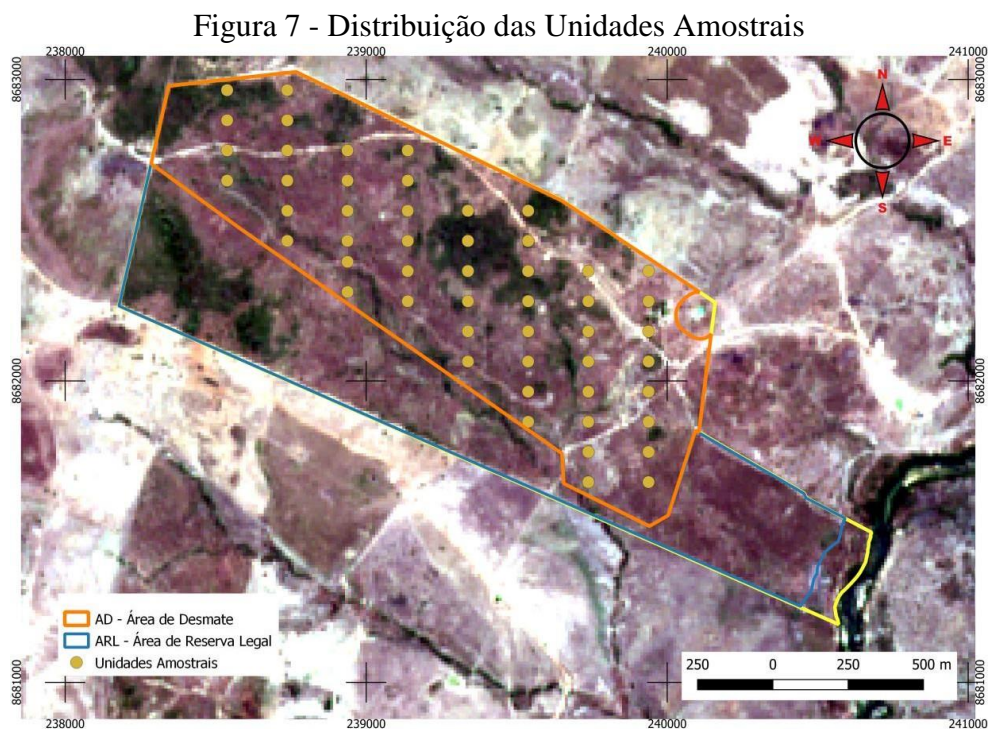 Figura 7 - Distribuição das Unidades Amostrais
238000 239000 240000 241000
8683000 8683000
N
W E
S
8682000 8682000
AD - Área de Desmate
ARL - Área de Reserva Legal
Unidades Amostrais
250 0 250 500 m
8681000 8681000
238000 239000 240000 241000